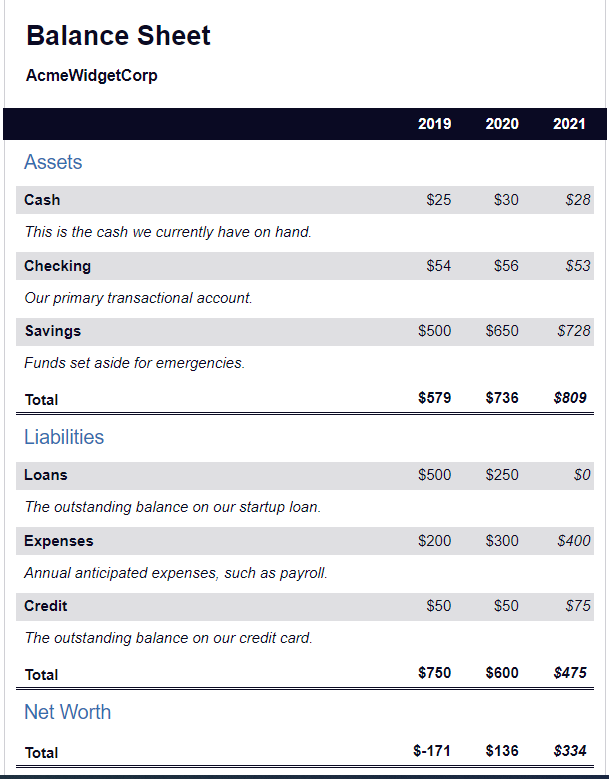 Balance Sheet
AcmeWidgetCorp
2019 2020 2021
Assets
Cash $25 $30 $28
This is the cash we currently have on hand.
Checking $54 $56 $53
Our primary transactional account.
Savings $500 $650 $728
Funds set aside for emergencies.
Total $579 $736 $809
Liabilities
Loans $500 $250 $0
The outstanding balance on our startup loan.
Expenses $200 $300 $400
Annual anticipated expenses, such as payroll.
Credit $50 $50 $75
The outstanding balance on our credit card.
Total $750 $600 $475
Net Worth
Total $-171 $136 $334